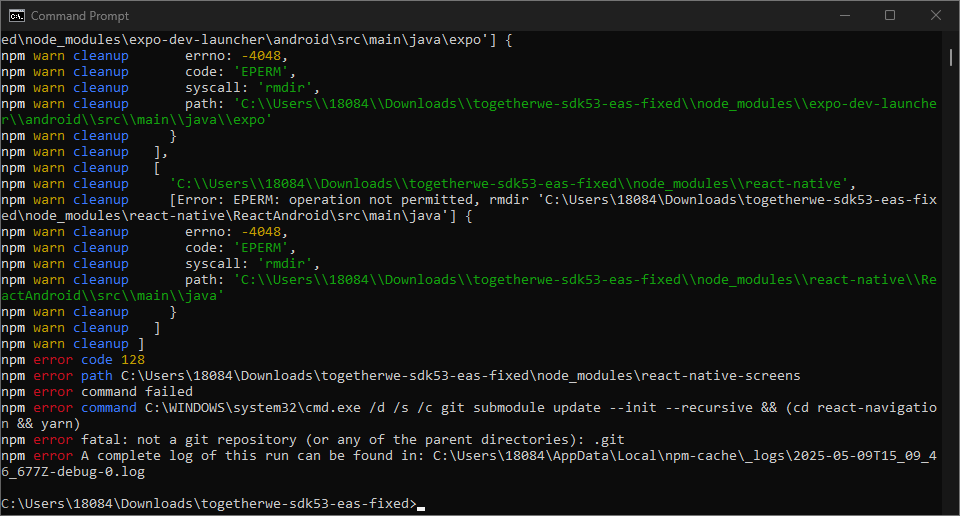 Command Prompt
ed\node_modules\expo-dev-launcher\android\src\main\java\expo'] {
npm warn cleanup       errno: -4048,
npm warn cleanup       code: 'EPERM',
npm warn cleanup       syscall: 'rmdir',
npm warn cleanup       path: 'C:\\Users\\18084\\Downloads\\togetherwe-sdk53-eas-fixed\\node_modules\\expo-dev-launche
r\\android\\src\\main\\java\\expo'
npm warn cleanup     }
npm warn cleanup   ],
npm warn cleanup   [
npm warn cleanup     'C:\\Users\\18084\\Downloads\\togetherwe-sdk53-eas-fixed\\node_modules\\react-native',
npm warn cleanup     [Error: EPERM: operation not permitted, rmdir 'C:\Users\18084\Downloads\togetherwe-sdk53-eas-fix
ed\node_modules\react-native\ReactAndroid\src\main\java'] {
npm warn cleanup       errno: -4048,
npm warn cleanup       code: 'EPERM',
npm warn cleanup       syscall: 'rmdir',
npm warn cleanup       path: 'C:\\Users\\18084\\Downloads\\togetherwe-sdk53-eas-fixed\\node_modules\\react-native\\Re
actAndroid\\src\\main\\java'
npm warn cleanup     }
npm warn cleanup   ]
npm warn cleanup ]
npm error code 128
npm error path C:\Users\18084\Downloads\togetherwe-sdk53-eas-fixed\node_modules\react-native-screens
npm error command failed
npm error command C:\WINDOWS\system32\cmd.exe /d /s /c git submodule update --init --recursive && (cd react-navigatio
n && yarn)
npm error fatal: not a git repository (or any of the parent directories): .git
npm error A complete log of this run can be found in: C:\Users\18084\AppData\Local\npm-cache\_logs\2025-05-09T15_09_4
6_677Z-debug-0.log
C:\Users\18084\Downloads\togetherwe-sdk53-eas-fixed>